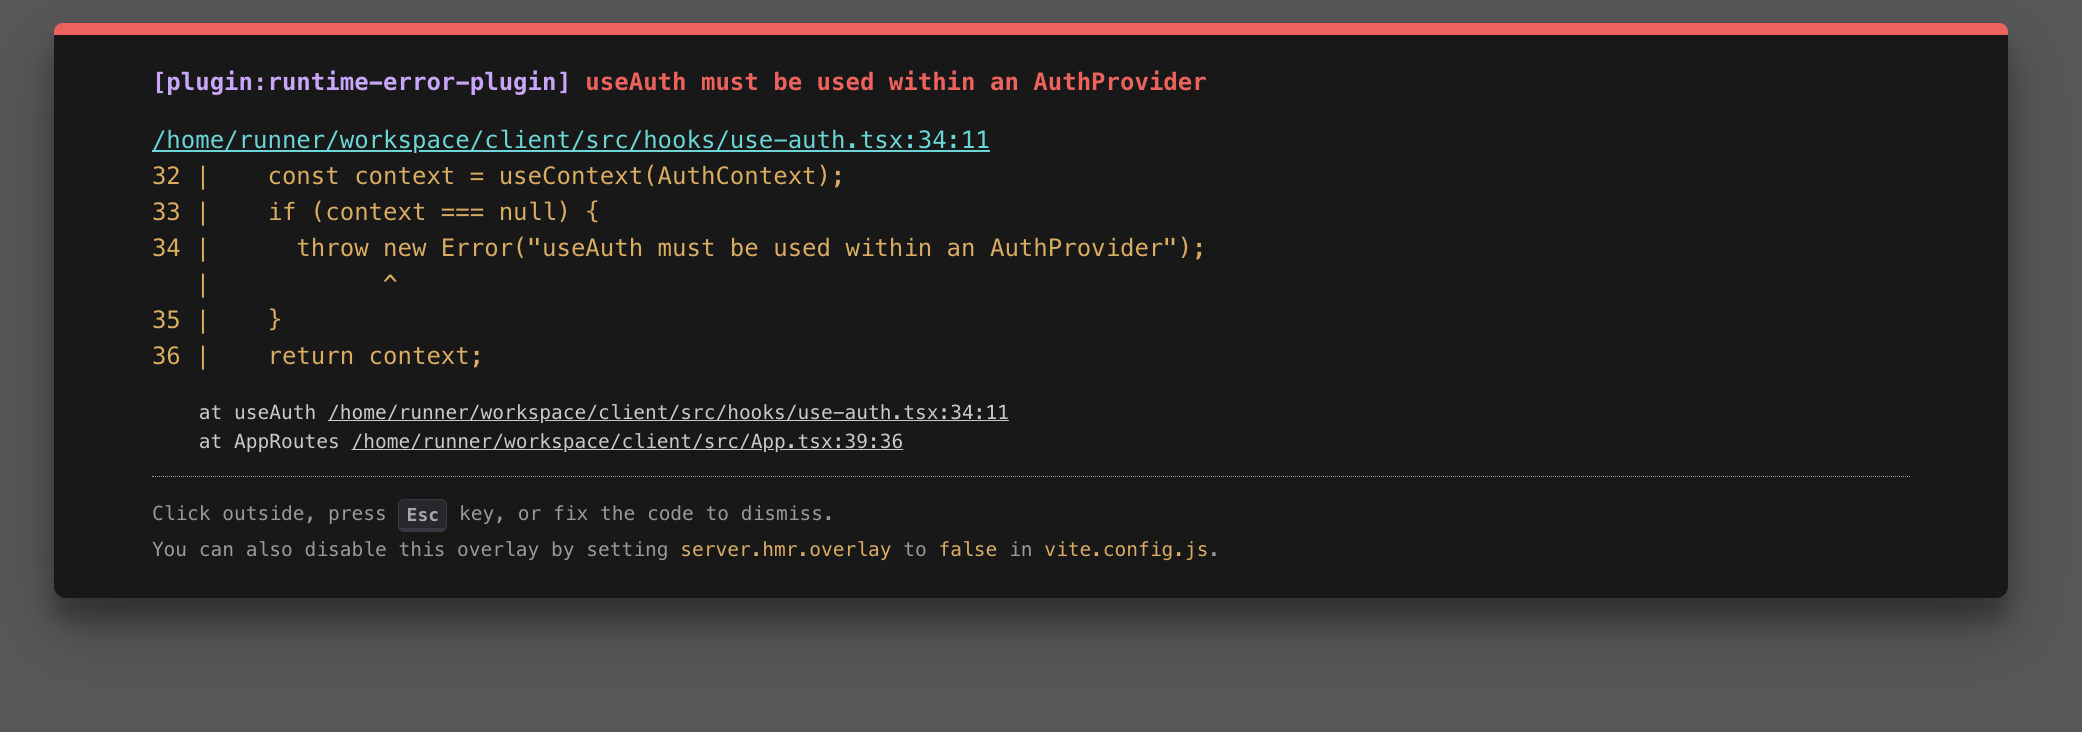 [plugin:runtime-error-plugin] useAuth must be used within an AuthProvider
/home/runner/workspace/client/src/hooks/use-auth.tsx:34:11
32 |    const context = useContext(AuthContext);
33 |    if (context === null) {
34 |      throw new Error("useAuth must be used within an AuthProvider");
   |            ^
35 |    }
36 |    return context;
    at useAuth /home/runner/workspace/client/src/hooks/use-auth.tsx:34:11
    at AppRoutes /home/runner/workspace/client/src/App.tsx:39:36
Click outside, press Esc key, or fix the code to dismiss.
You can also disable this overlay by setting server.hmr.overlay to false in vite.config.js.